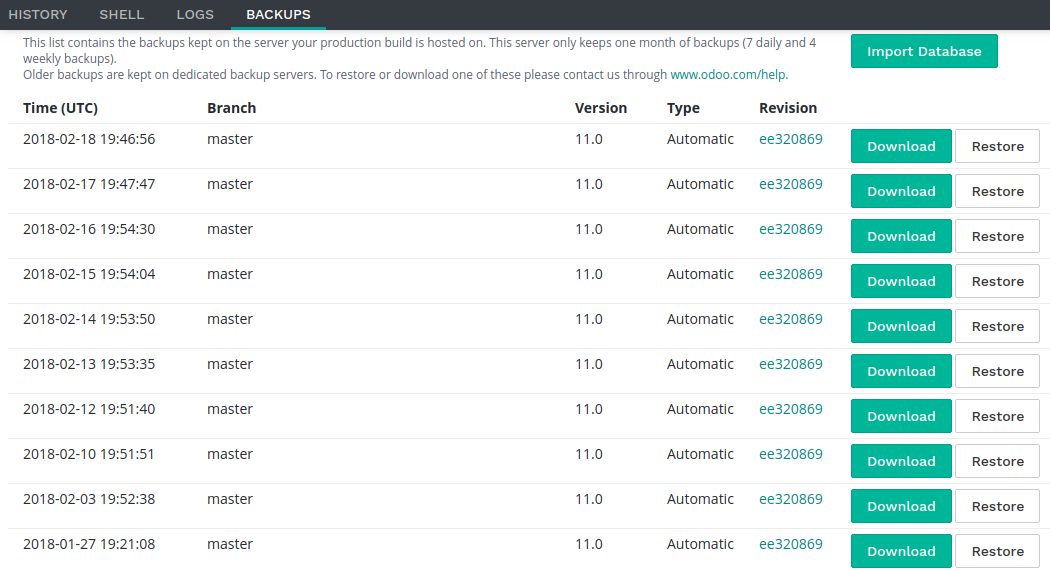 HISTORY SHELL LOGS BACKUPS
This list contains the backups kept on the server your production build is hosted on. This server only keeps one month of backups (7 daily and 4
weekly backups).
Older backups are kept on dedicated backup servers. To restore or download one of these please contact us through www.odoo.com/help.
Import Database
Time (UTC) Branch Version Type Revision
2018-02-18 19:46:56 master 11.0 Automatic ee320869 Download Restore
2018-02-17 19:47:47 master 11.0 Automatic ee320869 Download Restore
2018-02-16 19:54:30 master 11.0 Automatic ee320869 Download Restore
2018-02-15 19:54:04 master 11.0 Automatic ee320869 Download Restore
2018-02-14 19:53:50 master 11.0 Automatic ee320869 Download Restore
2018-02-13 19:53:35 master 11.0 Automatic ee320869 Download Restore
2018-02-12 19:51:40 master 11.0 Automatic ee320869 Download Restore
2018-02-10 19:51:51 master 11.0 Automatic ee320869 Download Restore
2018-02-03 19:52:38 master 11.0 Automatic ee320869 Download Restore
2018-01-27 19:21:08 master 11.0 Automatic ee320869 Download Restore